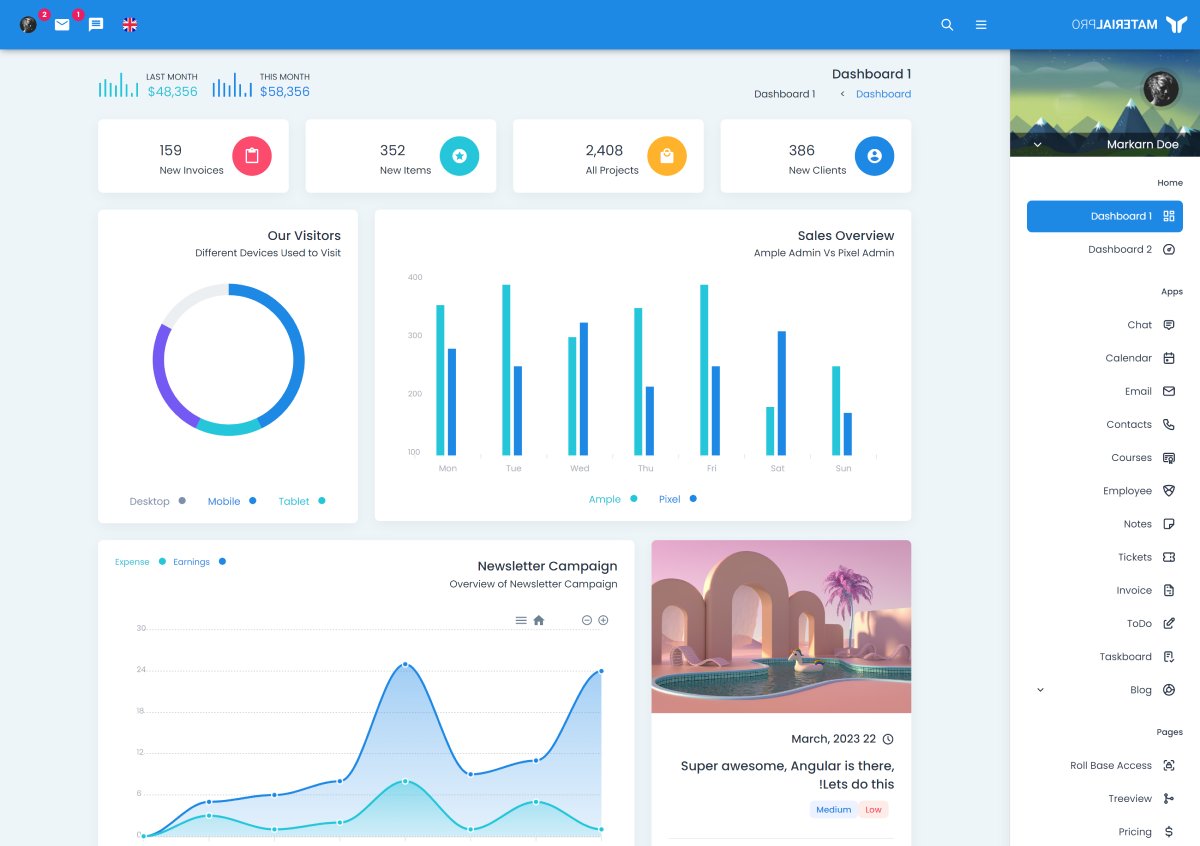 MATERIALPRO
2
1
Markarn Doe
Home
Dashboard 1
Dashboard 2
Apps
Chat
Calendar
Email
Contacts
Courses
Employee
Notes
Tickets
Invoice
ToDo
Taskboard
Blog
Pages
Roll Base Access
Treeview
Pricing
Dashboard 1
Dashboard < Dashboard 1
THIS MONTH
$58,356
LAST MONTH
$48,356
386
New Clients
2,408
All Projects
352
New Items
159
New Invoices
Sales Overview
Ample Admin Vs Pixel Admin
400
300
200
100
Mon Tue Wed Thu Fri Sat Sun
Ample Pixel
Our Visitors
Different Devices Used to Visit
Desktop Mobile Tablet
March, 2023 22
Super awesome, Angular is there,
!Lets do this
Medium Low
Newsletter Campaign
Overview of Newsletter Campaign
Expense Earnings
30
24
18
12
6
0